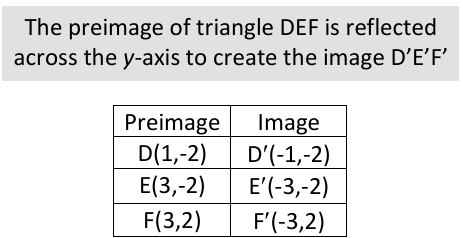 The preimage of triangle DEF is reflected
across the y-axis to create the image D’E’F’
Preimage Image
D(1,-2) D’(-1,-2)
E(3,-2) E’(-3,-2)
F(3,2) F’(-3,2)